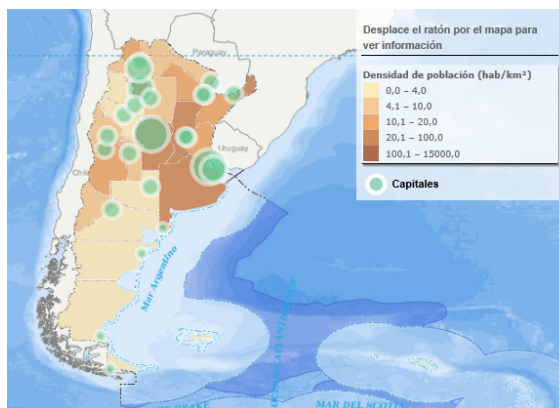 Desplace el ratón por el mapa para
ver información
Densidad de población (hab/km²)
0,0 – 4,0
4,1 – 10,0
10,1 – 20,0
20,1 – 100,0
100,1 – 15000,0
Capitales
Paraguay
Uruguay
Chile
Mar Argentino
MAR DEL SCOTIA